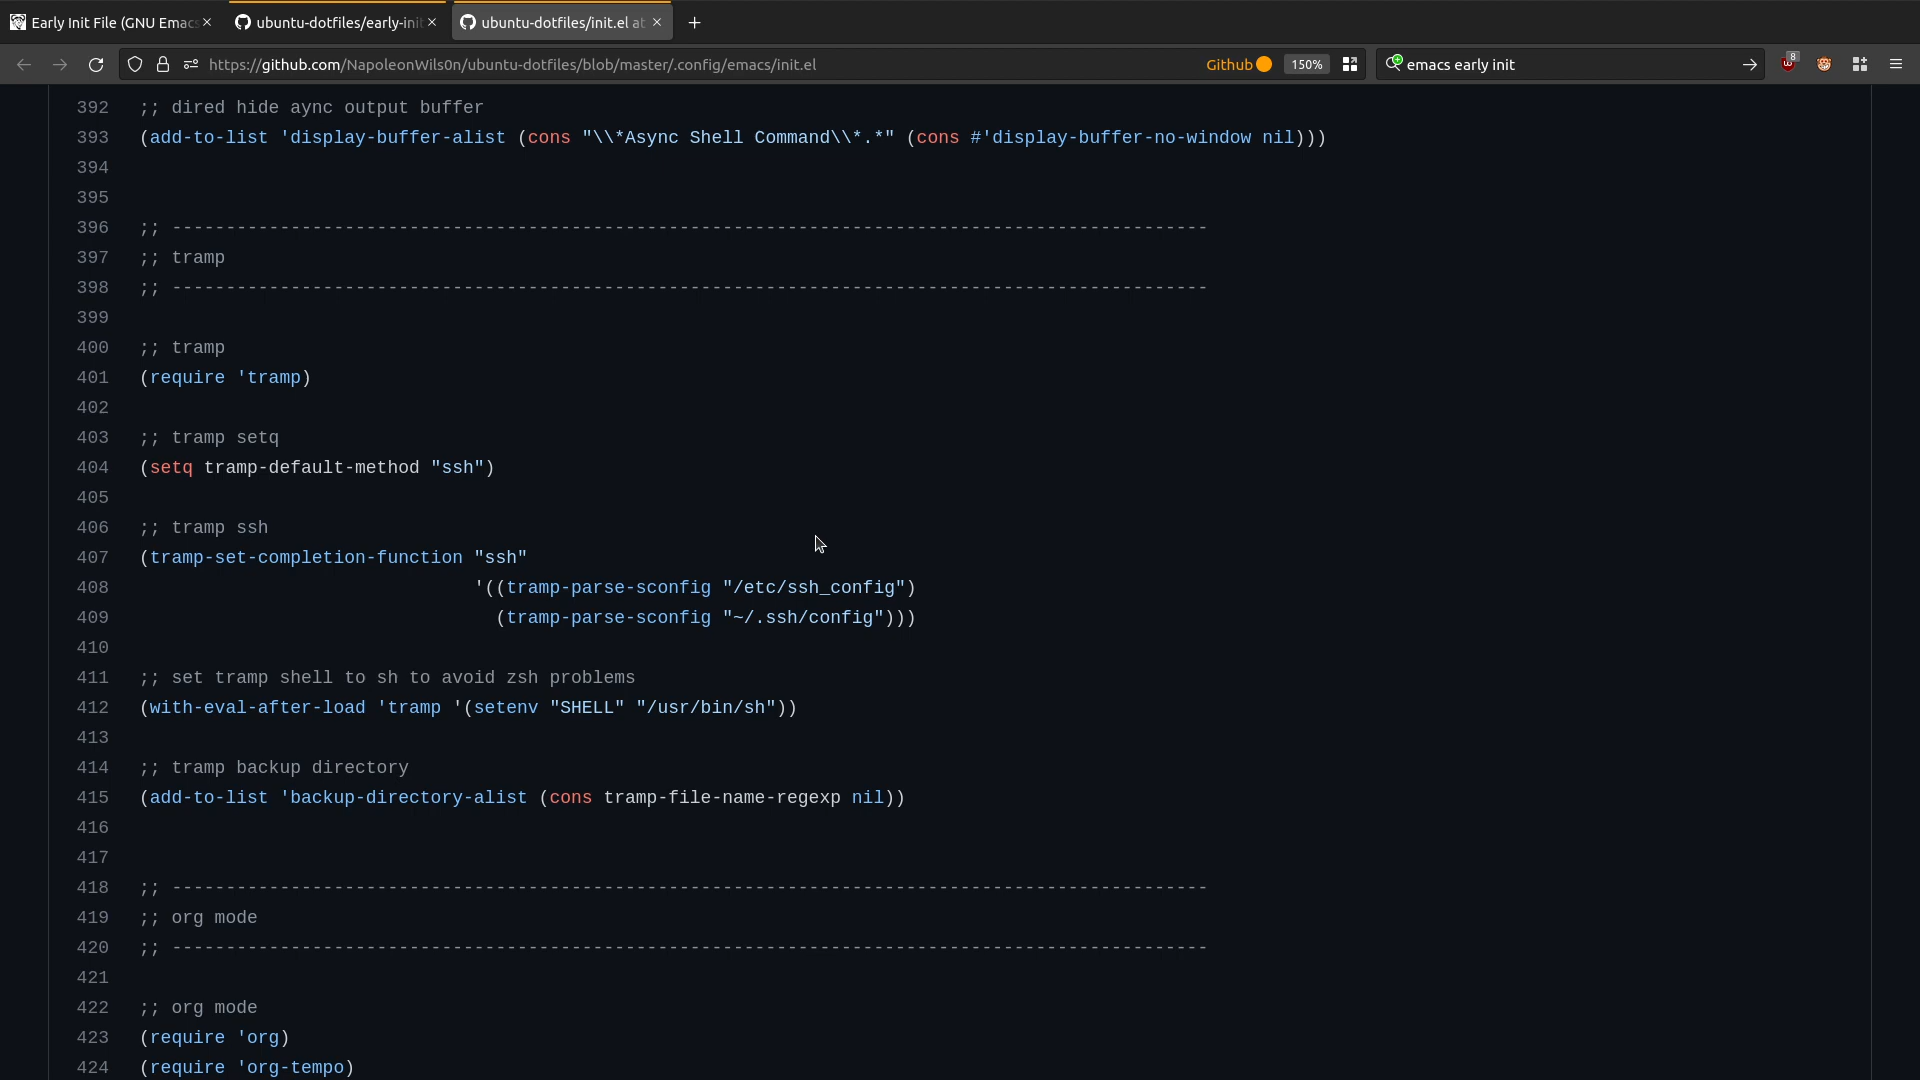 Early Init File (GNU Emacs
ubuntu-dotfiles/early-init
ubuntu-dotfiles/init.el at
https://github.com/NapoleonWils0n/ubuntu-dotfiles/blob/master/.config/emacs/init.el
Github
150%
emacs early init
8
392 ;; dired hide aync output buffer
393 (add-to-list 'display-buffer-alist (cons "\\*Async Shell Command\\*.*" (cons #'display-buffer-no-window nil)))
394
395
396 ;; ------------------------------------------------------------------------------------------------
397 ;; tramp
398 ;; ------------------------------------------------------------------------------------------------
399
400 ;; tramp
401 (require 'tramp)
402
403 ;; tramp setq
404 (setq tramp-default-method "ssh")
405
406 ;; tramp ssh
407 (tramp-set-completion-function "ssh"
408                                '((tramp-parse-sconfig "/etc/ssh_config")
409                                  (tramp-parse-sconfig "~/.ssh/config")))
410
411 ;; set tramp shell to sh to avoid zsh problems
412 (with-eval-after-load 'tramp '(setenv "SHELL" "/usr/bin/sh"))
413
414 ;; tramp backup directory
415 (add-to-list 'backup-directory-alist (cons tramp-file-name-regexp nil))
416
417
418 ;; ------------------------------------------------------------------------------------------------
419 ;; org mode
420 ;; ------------------------------------------------------------------------------------------------
421
422 ;; org mode
423 (require 'org)
424 (require 'org-tempo)